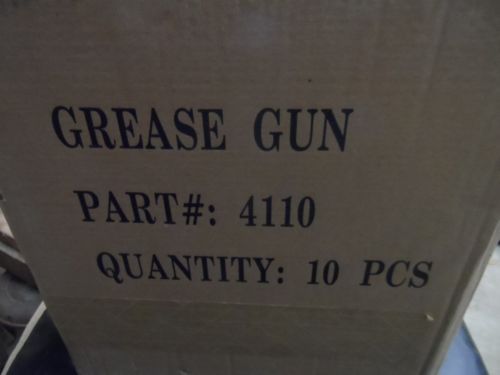 GREASE GUN
PART#: 4110
QUANTITY: 10 PCS